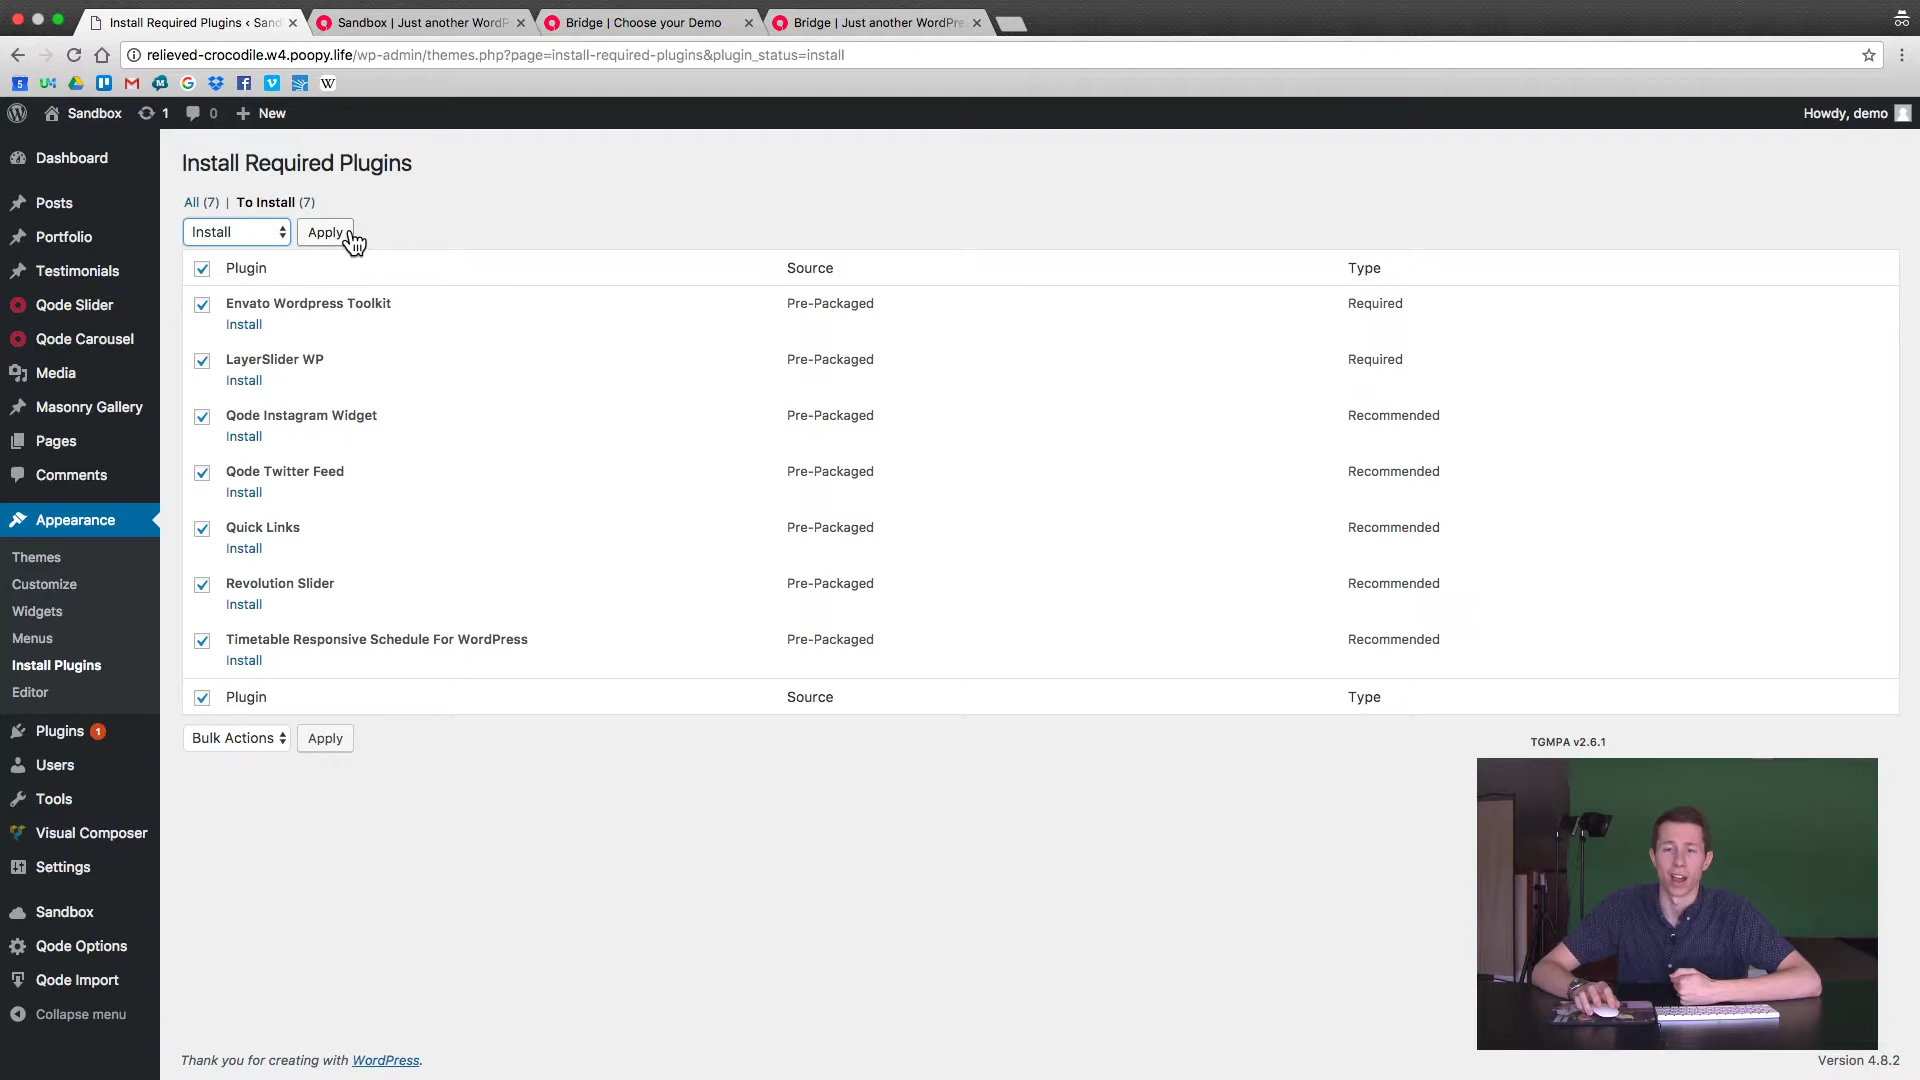 Install Required Plugins ‹ Sand
Sandbox | Just another WordP
Bridge | Choose your Demo
Bridge | Just another WordPre
relieved-crocodile.w4.poopy.life/wp-admin/themes.php?page=install-required-plugins&plugin_status=install
Sandbox 1 0 + New
Howdy, demo
Dashboard
Posts
Portfolio
Testimonials
Qode Slider
Qode Carousel
Media
Masonry Gallery
Pages
Comments
Appearance
Themes
Customize
Widgets
Menus
Install Plugins
Editor
Plugins 1
Users
Tools
Visual Composer
Settings
Sandbox
Qode Options
Qode Import
Collapse menu
Install Required Plugins
All (7) | To Install (7)
Install Apply
Plugin Source Type
Envato Wordpress Toolkit Pre-Packaged Required
Install
LayerSlider WP Pre-Packaged Required
Install
Qode Instagram Widget Pre-Packaged Recommended
Install
Qode Twitter Feed Pre-Packaged Recommended
Install
Quick Links Pre-Packaged Recommended
Install
Revolution Slider Pre-Packaged Recommended
Install
Timetable Responsive Schedule For WordPress Pre-Packaged Recommended
Install
Plugin Source Type
Bulk Actions Apply
TGMPA v2.6.1
Thank you for creating with WordPress.
Version 4.8.2